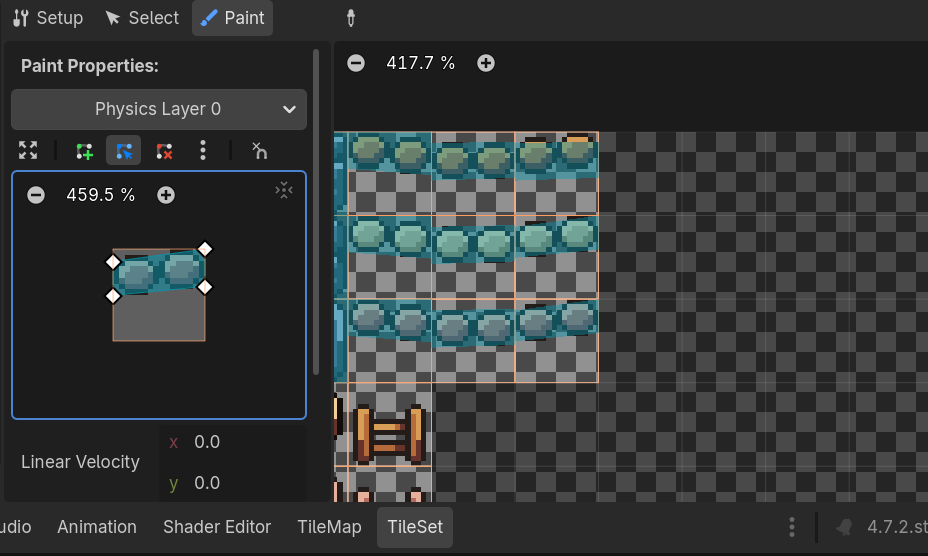 Setup Select Paint
Paint Properties:
417.7 %
Physics Layer 0
459.5 %
Linear Velocity
x 0.0
y 0.0
udio Animation Shader Editor TileMap TileSet 4.7.2.st